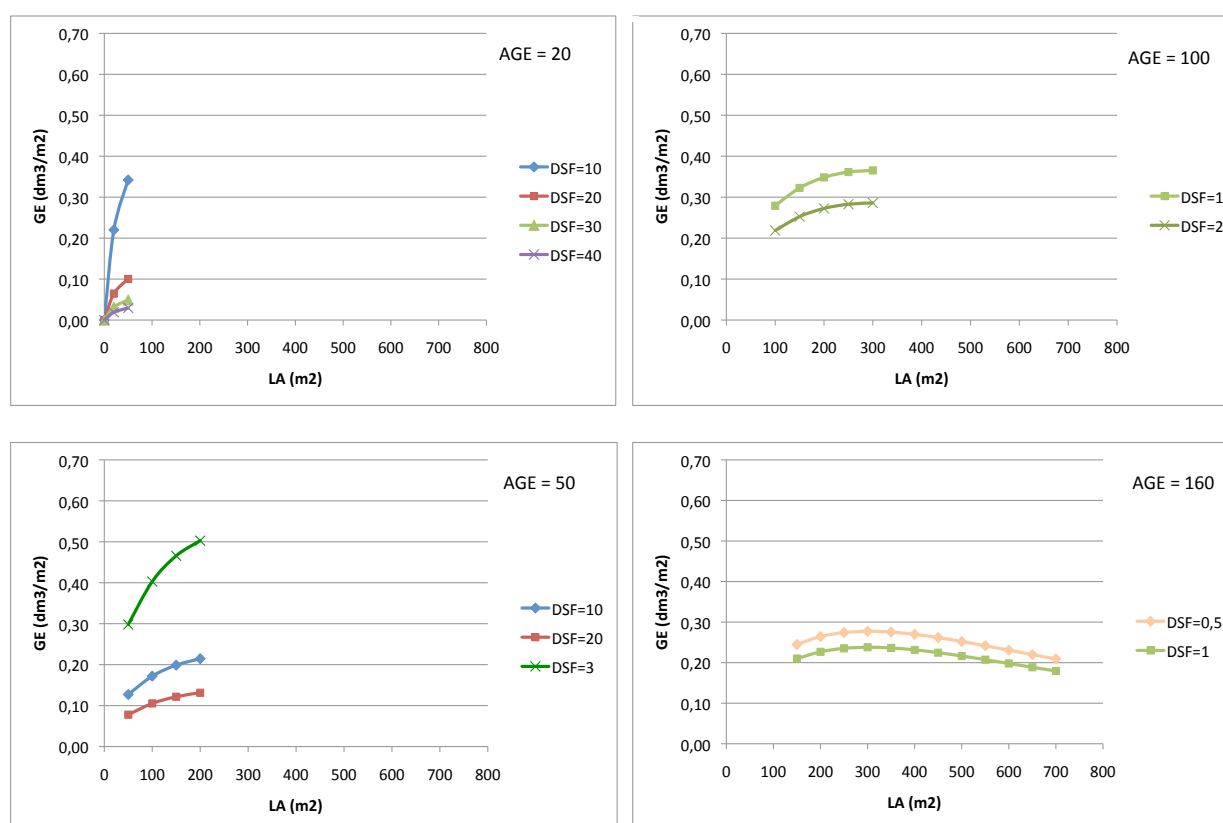 AGE = 20
GE (dm3/m2)
0,70
0,60
0,50
0,40
0,30
0,20
0,10
0,00
0 100 200 300 400 500 600 700 800
LA (m2)
DSF=10
DSF=20
DSF=30
DSF=40
AGE = 100
GE (dm3/m2)
0,70
0,60
0,50
0,40
0,30
0,20
0,10
0,00
0 100 200 300 400 500 600 700 800
LA (m2)
DSF=1
DSF=2
AGE = 50
GE (dm3/m2)
0,70
0,60
0,50
0,40
0,30
0,20
0,10
0,00
0 100 200 300 400 500 600 700 800
LA (m2)
DSF=10
DSF=20
DSF=3
AGE = 160
GE (dm3/m2)
0,70
0,60
0,50
0,40
0,30
0,20
0,10
0,00
0 100 200 300 400 500 600 700 800
LA (m2)
DSF=0,5
DSF=1